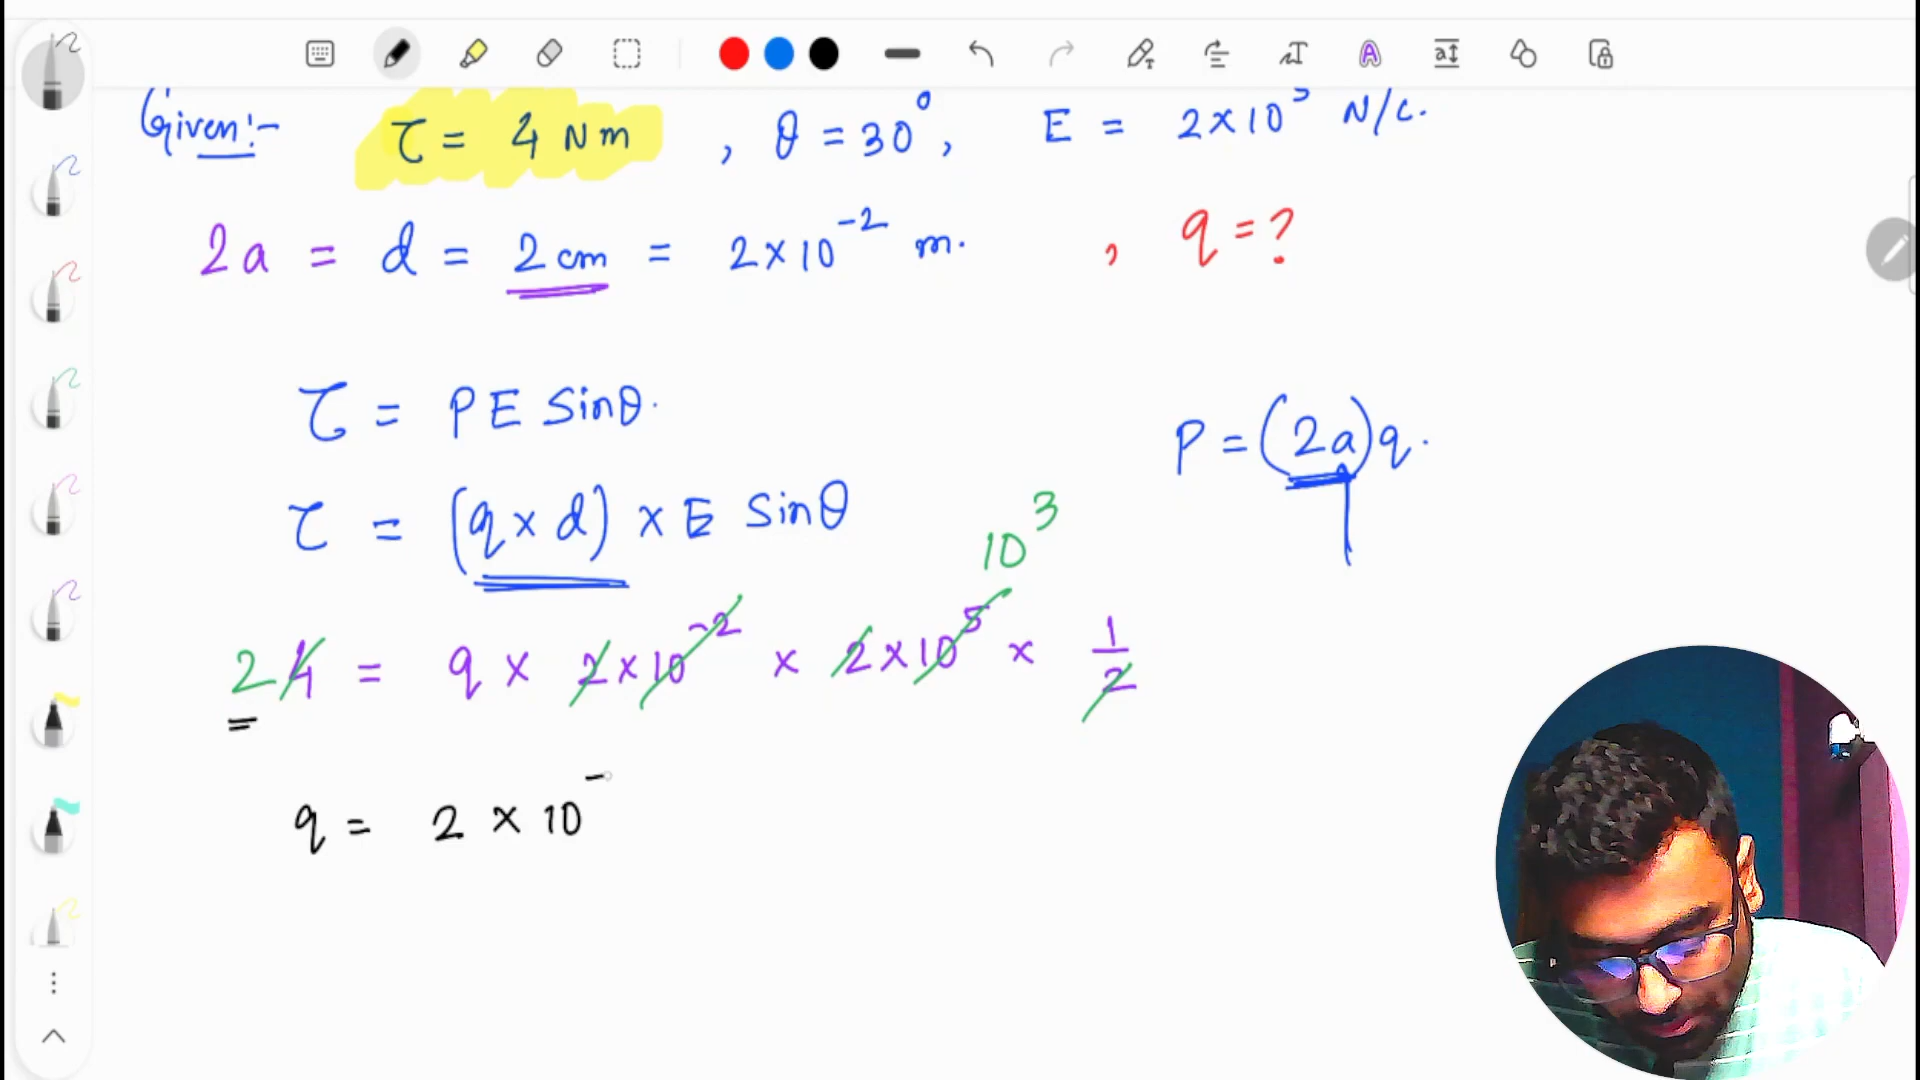 Given:- τ = 4 Nm , θ = 30°, E = 2×10⁵ N/C.
2a = d = 2 cm = 2×10⁻² m. , q = ?
τ = PE Sinθ.
P = (2a)q.
τ = (q × d) × E Sinθ
10³
2 4 = q × 2×10⁻² × 2×10⁵ × 1/2
q = 2 × 10⁻